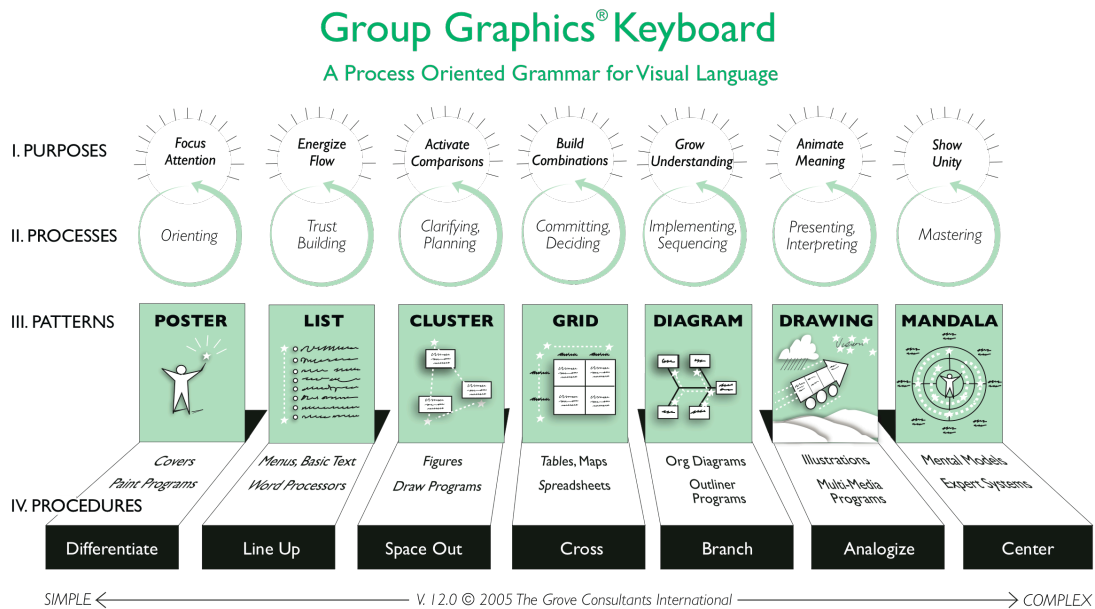 Group Graphics® Keyboard
A Process Oriented Grammar for Visual Language
I. PURPOSES
Focus
Attention
Energize
Flow
Activate
Comparisons
Build
Combinations
Grow
Understanding
Animate
Meaning
Show
Unity
II. PROCESSES
Orienting
Trust
Building
Clarifying,
Planning
Committing,
Deciding
Implementing,
Sequencing
Presenting,
Interpreting
Mastering
III. PATTERNS
POSTER
LIST
CLUSTER
GRID
DIAGRAM
DRAWING
MANDALA
Vision
IV. PROCEDURES
Covers
Paint Programs
Menus, Basic Text
Word Processors
Figures
Draw Programs
Tables, Maps
Spreadsheets
Org Diagrams
Outliner
Programs
Illustrations
Multi-Media
Programs
Mental Models
Expert Systems
Differentiate
Line Up
Space Out
Cross
Branch
Analogize
Center
SIMPLE
V. 12.0 © 2005 The Grove Consultants International
COMPLEX